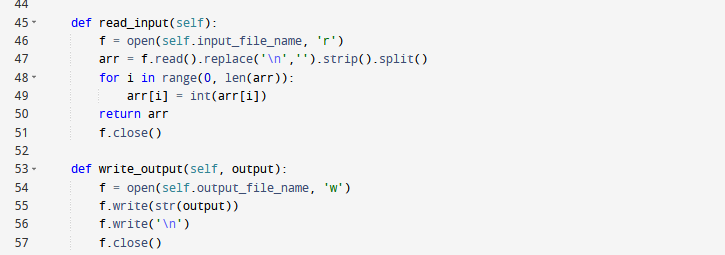 44
45 def read_input(self):
46 f = open(self.input_file_name, 'r')
47 arr = f.read().replace('\n','').strip().split()
48 for i in range(0, len(arr)):
49 arr[i] = int(arr[i])
50 return arr
51 f.close()
52
53 def write_output(self, output):
54 f = open(self.output_file_name, 'w')
55 f.write(str(output))
56 f.write('\n')
57 f.close()